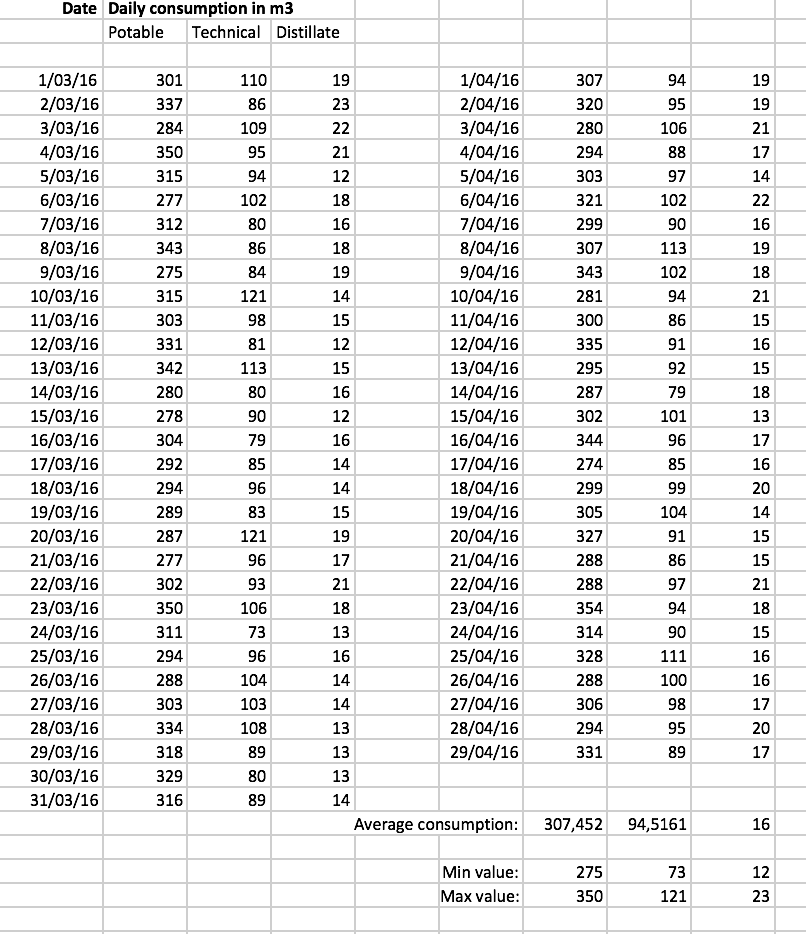 Date Daily consumption in m3
Potable Technical Distillate
1/03/16 301 110 19 1/04/16 307 94 19
2/03/16 337 86 23 2/04/16 320 95 19
3/03/16 284 109 22 3/04/16 280 106 21
4/03/16 350 95 21 4/04/16 294 88 17
5/03/16 315 94 12 5/04/16 303 97 14
6/03/16 277 102 18 6/04/16 321 102 22
7/03/16 312 80 16 7/04/16 299 90 16
8/03/16 343 86 18 8/04/16 307 113 19
9/03/16 275 84 19 9/04/16 343 102 18
10/03/16 315 121 14 10/04/16 281 94 21
11/03/16 303 98 15 11/04/16 300 86 15
12/03/16 331 81 12 12/04/16 335 91 16
13/03/16 342 113 15 13/04/16 295 92 15
14/03/16 280 80 16 14/04/16 287 79 18
15/03/16 278 90 12 15/04/16 302 101 13
16/03/16 304 79 16 16/04/16 344 96 17
17/03/16 292 85 14 17/04/16 274 85 16
18/03/16 294 96 14 18/04/16 299 99 20
19/03/16 289 83 15 19/04/16 305 104 14
20/03/16 287 121 19 20/04/16 327 91 15
21/03/16 277 96 17 21/04/16 288 86 15
22/03/16 302 93 21 22/04/16 288 97 21
23/03/16 350 106 18 23/04/16 354 94 18
24/03/16 311 73 13 24/04/16 314 90 15
25/03/16 294 96 16 25/04/16 328 111 16
26/03/16 288 104 14 26/04/16 288 100 16
27/03/16 303 103 14 27/04/16 306 98 17
28/03/16 334 108 13 28/04/16 294 95 20
29/03/16 318 89 13 29/04/16 331 89 17
30/03/16 329 80 13
31/03/16 316 89 14
Average consumption: 307,452 94,5161 16
Min value: 275 73 12
Max value: 350 121 23